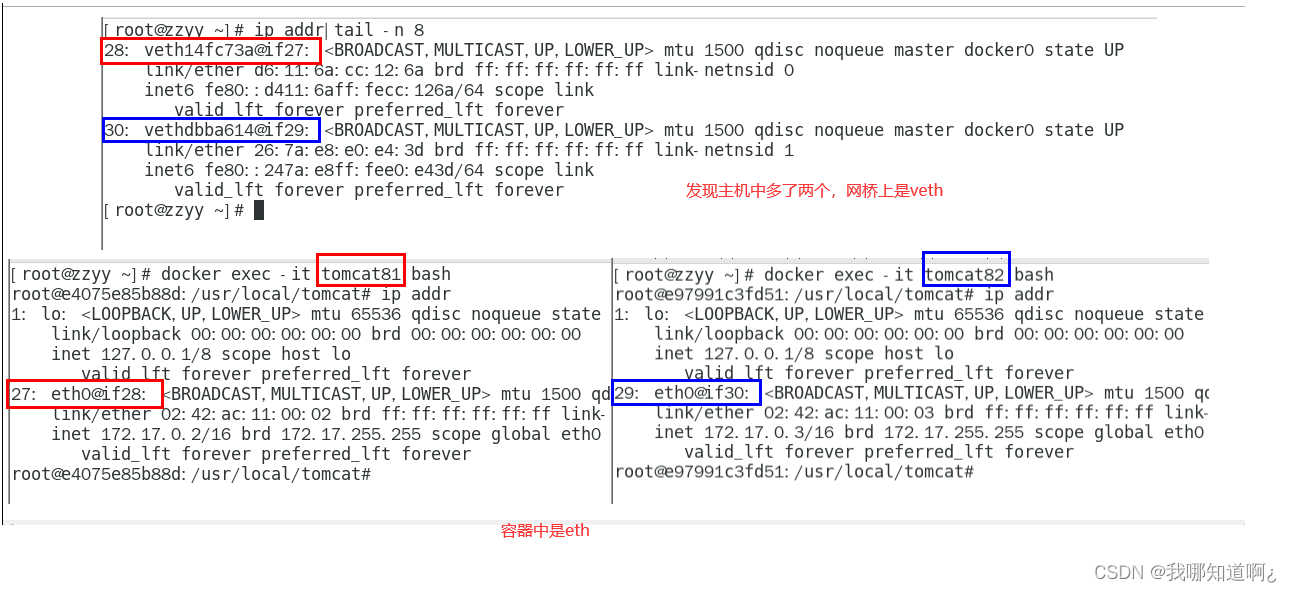 [root@zzyy ~]# ip addr| tail -n 8
28: veth14fc73a@if27: <BROADCAST,MULTICAST,UP,LOWER_UP> mtu 1500 qdisc noqueue master docker0 state UP
link/ether d6:11:6a:cc:12:6a brd ff:ff:ff:ff:ff:ff link-netnsid 0
inet6 fe80::d411:6aff:fecc:126a/64 scope link
valid_lft forever preferred_lft forever
30: vethdbba614@if29: <BROADCAST,MULTICAST,UP,LOWER_UP> mtu 1500 qdisc noqueue master docker0 state UP
link/ether 26:7a:e8:e0:e4:3d brd ff:ff:ff:ff:ff:ff link-netnsid 1
inet6 fe80::247a:e8ff:fee0:e43d/64 scope link
valid_lft forever preferred_lft forever
发现主机中多了两个，网桥上是veth
[root@zzyy ~]#
[root@zzyy ~]# docker exec -it tomcat81 bash
root@e4075e85b88d:/usr/local/tomcat# ip addr
1: lo: <LOOPBACK,UP,LOWER_UP> mtu 65536 qdisc noqueue state
link/loopback 00:00:00:00:00:00 brd 00:00:00:00:00:00
inet 127.0.0.1/8 scope host lo
valid_lft forever preferred_lft forever
27: eth0@if28: <BROADCAST,MULTICAST,UP,LOWER_UP> mtu 1500 qd
link/ether 02:42:ac:11:00:02 brd ff:ff:ff:ff:ff:ff link-
inet 172.17.0.2/16 brd 172.17.255.255 scope global eth0
valid_lft forever preferred_lft forever
root@e4075e85b88d:/usr/local/tomcat#
[root@zzyy ~]# docker exec -it tomcat82 bash
root@e97991c3fd51:/usr/local/tomcat# ip addr
1: lo: <LOOPBACK,UP,LOWER_UP> mtu 65536 qdisc noqueue state
link/loopback 00:00:00:00:00:00 brd 00:00:00:00:00:00
inet 127.0.0.1/8 scope host lo
valid_lft forever preferred_lft forever
29: eth0@if30: <BROADCAST,MULTICAST,UP,LOWER_UP> mtu 1500 qd
link/ether 02:42:ac:11:00:03 brd ff:ff:ff:ff:ff:ff link-
inet 172.17.0.3/16 brd 172.17.255.255 scope global eth0
valid_lft forever preferred_lft forever
root@e97991c3fd51:/usr/local/tomcat#
容器中是eth
CSDN @我哪知道啊¿